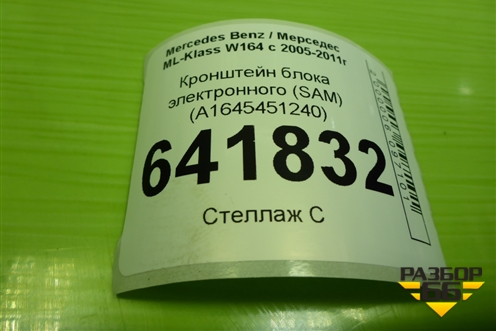 Mercedes Benz / Мерседес
ML-Klass W164 с 2005-2011г
Кронштейн блока
электронного (SAM)
(A1645451240)
641832
Стеллаж С
РАЗБОР
66